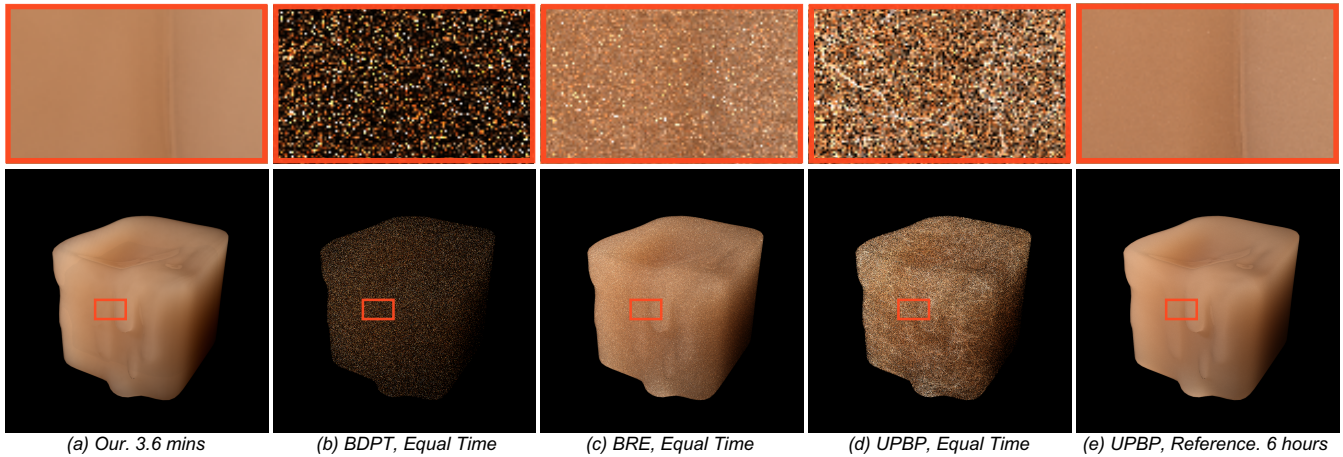 (a) Our. 3.6 mins
(b) BDPT, Equal Time
(c) BRE, Equal Time
(d) UPBP, Equal Time
(e) UPBP, Reference. 6 hours